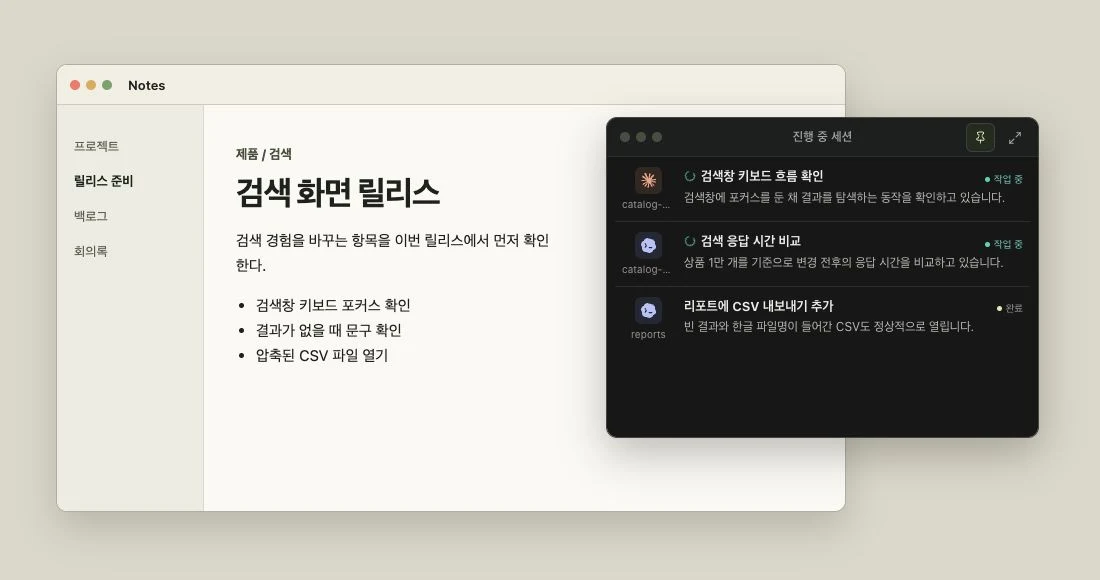 Notes
프로젝트
릴리스 준비
백로그
회의록
제품 / 검색
검색 화면 릴리스
검색 경험을 바꾸는 항목을 이번 릴리스에서 먼저 확인
한다.
• 검색창 키보드 포커스 확인
• 결과가 없을 때 문구 확인
• 압축된 CSV 파일 열기
진행 중 세션
catalog-...
검색창 키보드 흐름 확인
작업 중
검색창에 포커스를 둔 채 결과를 탐색하는 동작을 확인하고 있습니다.
catalog-...
검색 응답 시간 비교
작업 중
상품 1만 개를 기준으로 변경 전후의 응답 시간을 비교하고 있습니다.
reports
리포트에 CSV 내보내기 추가
완료
빈 결과와 한글 파일명이 들어간 CSV도 정상적으로 열립니다.